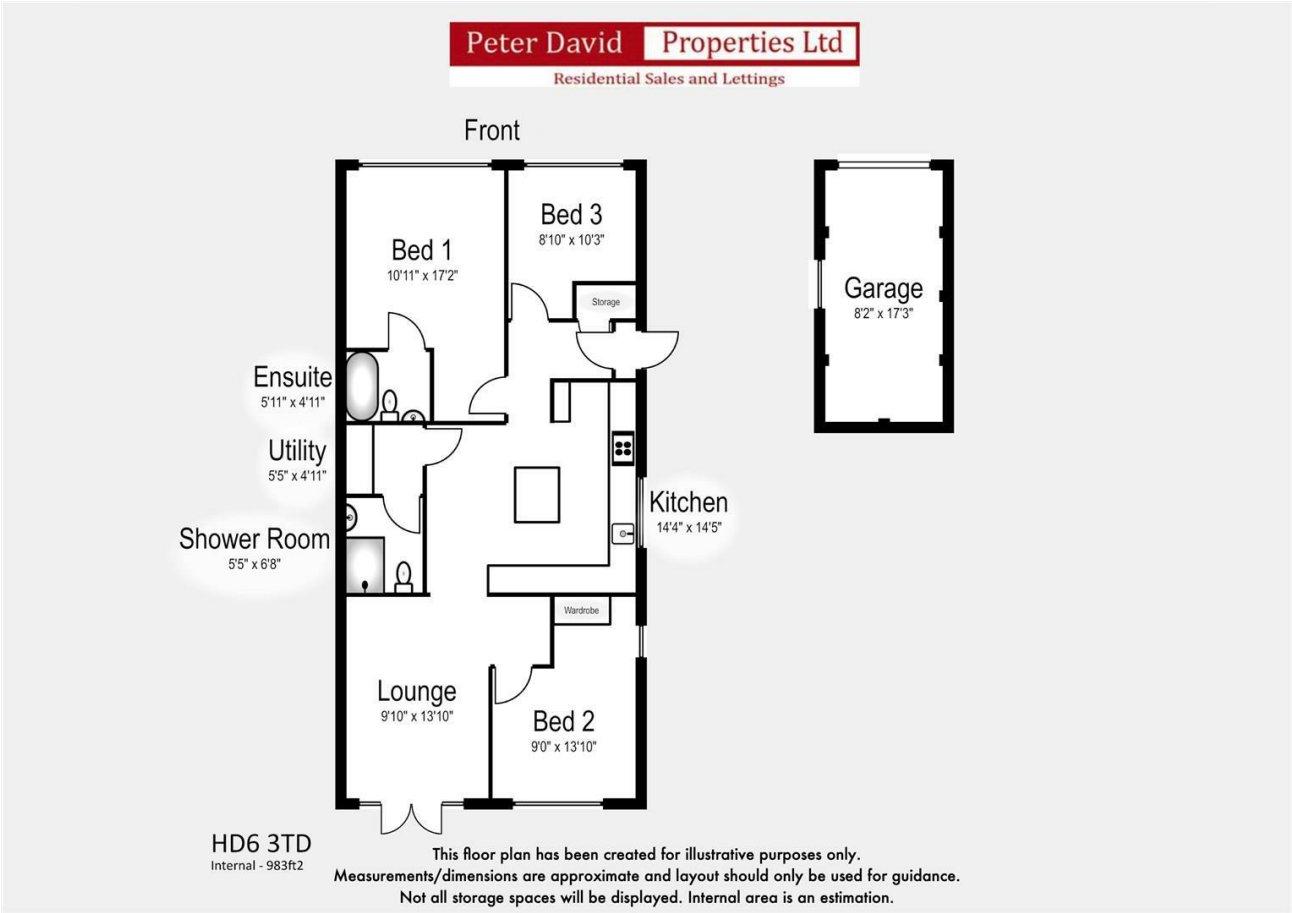 Peter David Properties Ltd
Residential Sales and Lettings
Front
Bed 1
10'11" x 17'2"
Bed 3
8'10" x 10'3"
Storage
Garage
8'2" x 17'3"
Ensuite
5'11" x 4'11"
Utility
5'5" x 4'11"
Kitchen
14'4" x 14'5"
Shower Room
5'5" x 6'8"
Wardrobe
Lounge
9'10" x 13'10"
Bed 2
9'0" x 13'10"
HD6 3TD
Internal - 983ft2
This floor plan has been created for illustrative purposes only.
Measurements/dimensions are approximate and layout should only be used for guidance.
Not all storage spaces will be displayed. Internal area is an estimation.